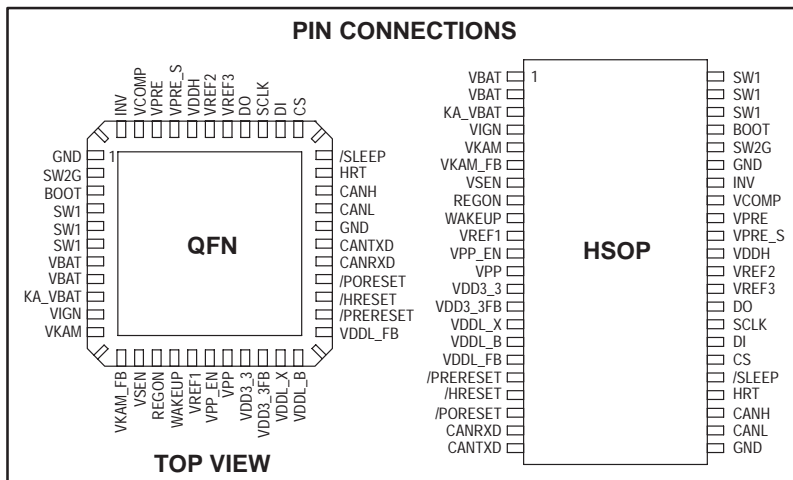 PIN CONNECTIONS
INV
VCOMP
VPRE
VPRE_S
VDDH
VREF2
VREF3
DO
SCLK
DI
CS
GND
SW2G
BOOT
SW1
SW1
SW1
VBAT
VBAT
KA_VBAT
VIGN
VKAM
1
QFN
/SLEEP
HRT
CANH
CANL
GND
CANTXD
CANRXD
/PORESET
/HRESET
/PRERESET
VDDL_FB
VKAM_FB
VSEN
REGON
WAKEUP
VREF1
VPP_EN
VPP
VDD3_3
VDD3_3FB
VDDL_X
VDDL_B
TOP VIEW
VBAT
VBAT
KA_VBAT
VIGN
VKAM
VKAM_FB
VSEN
REGON
WAKEUP
VREF1
VPP_EN
VPP
VDD3_3
VDD3_3FB
VDDL_X
VDDL_B
VDDL_FB
/PRERESET
/HRESET
/PORESET
CANRXD
CANTXD
1
HSOP
SW1
SW1
SW1
BOOT
SW2G
GND
INV
VCOMP
VPRE
VPRE_S
VDDH
VREF2
VREF3
DO
SCLK
DI
CS
/SLEEP
HRT
CANH
CANL
GND